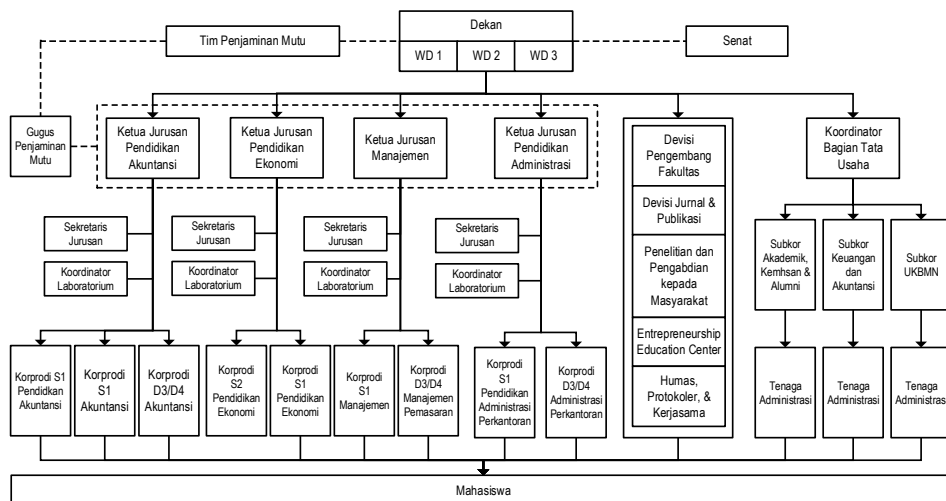 Dekan
WD 1 WD 2 WD 3
Tim Penjaminan Mutu
Senat
Gugus
Penjaminan
Mutu
Ketua Jurusan
Pendidikan
Akuntansi
Ketua Jurusan
Pendidikan
Ekonomi
Ketua Jurusan
Manajemen
Ketua Jurusan
Pendidikan
Administrasi
Devisi
Pengembang
Fakultas
Devisi Jurnal &
Publikasi
Penelitian dan
Pengabdian
kepada
Masyarakat
Entrepreneurship
Education Center
Humas,
Protokoler, &
Kerjasama
Koordinator
Bagian Tata
Usaha
Sekretaris
Jurusan
Koordinator
Laboratorium
Sekretaris
Jurusan
Koordinator
Laboratorium
Sekretaris
Jurusan
Koordinator
Laboratorium
Sekretaris
Jurusan
Koordinator
Laboratorium
Subkor
Akademik,
Kemhsan &
Alumni
Subkor
Keuangan
dan
Akuntansi
Subkor
UKBMN
Korprodi S1
Pendidkan
Akuntansi
Korprodi
S1
Akuntansi
Korprodi
D3/D4
Akuntansi
Korprodi
S2
Pendidikan
Ekonomi
Korprodi
S1
Pendidikan
Ekonomi
Korprodi
S1
Manajemen
Korprodi
D3/D4
Manajemen
Pemasaran
Korprodi
S1
Pendidikan
Administrasi
Perkantoran
Korprodi
D3/D4
Administrasi
Perkantoran
Tenaga
Administrasi
Tenaga
Administrasi
Tenaga
Administrasi
Mahasiswa